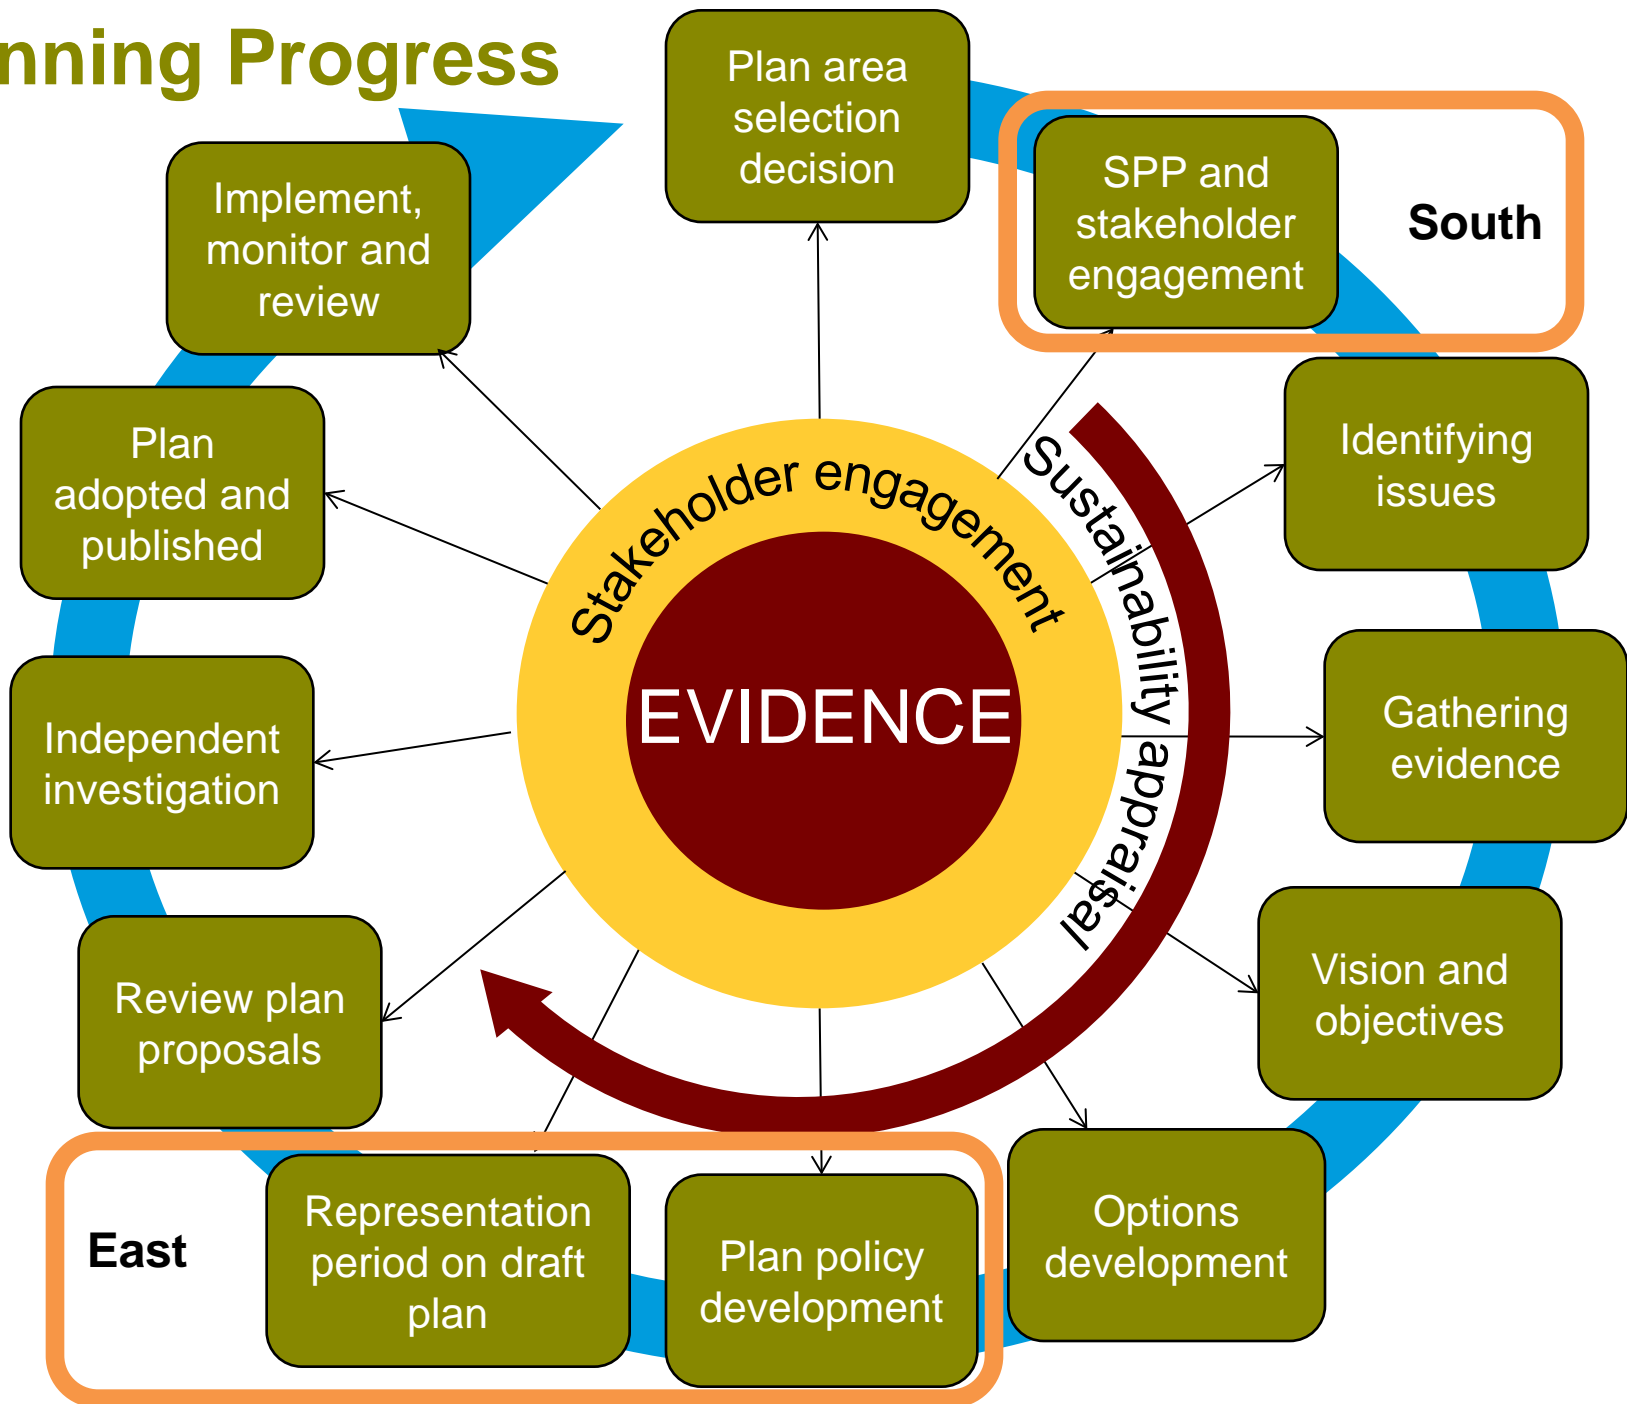 nning Progress
Plan area
selection
decision
SPP and
stakeholder
engagement
South
Identifying
issues
Gathering
evidence
Vision and
objectives
Options
development
Plan policy
development
Representation
period on draft
plan
East
Review plan
proposals
Independent
investigation
Plan
adopted and
published
Implement,
monitor and
review
Stakeholder engagement
EVIDENCE
Sustainability appraisal